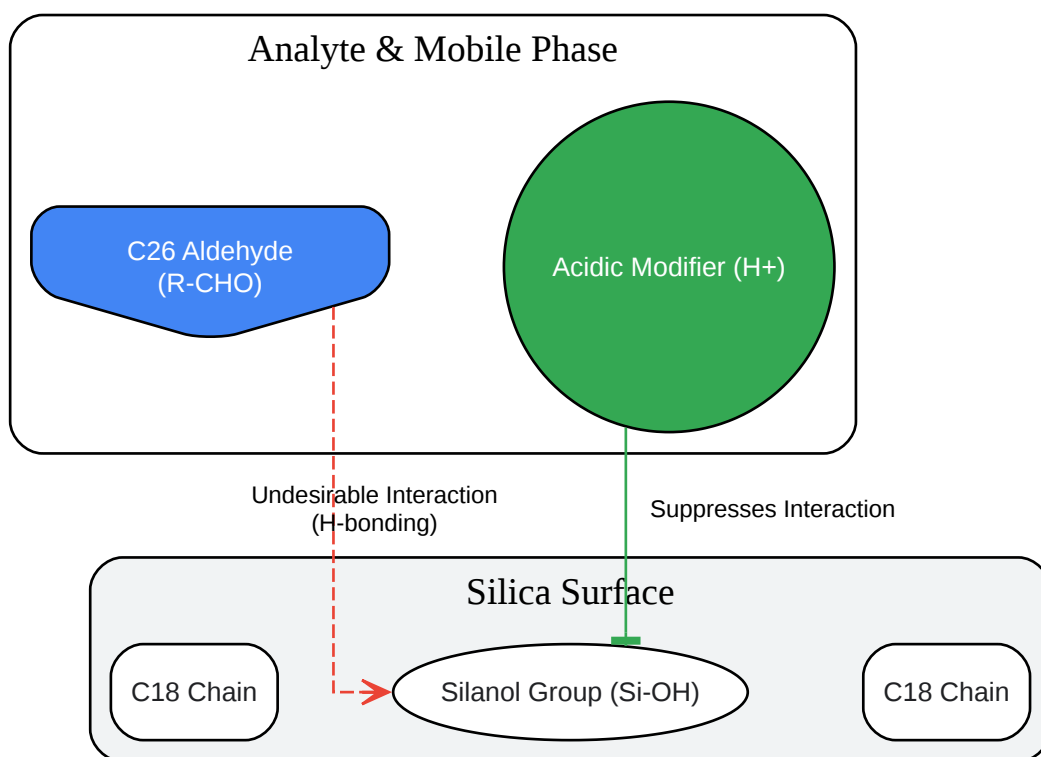 Analyte & Mobile Phase
C26 Aldehyde
(R-CHO)
Acidic Modifier (H+)
Undesirable Interaction
(H-bonding)
Suppresses Interaction
Silica Surface
C18 Chain
Silanol Group (Si-OH)
C18 Chain